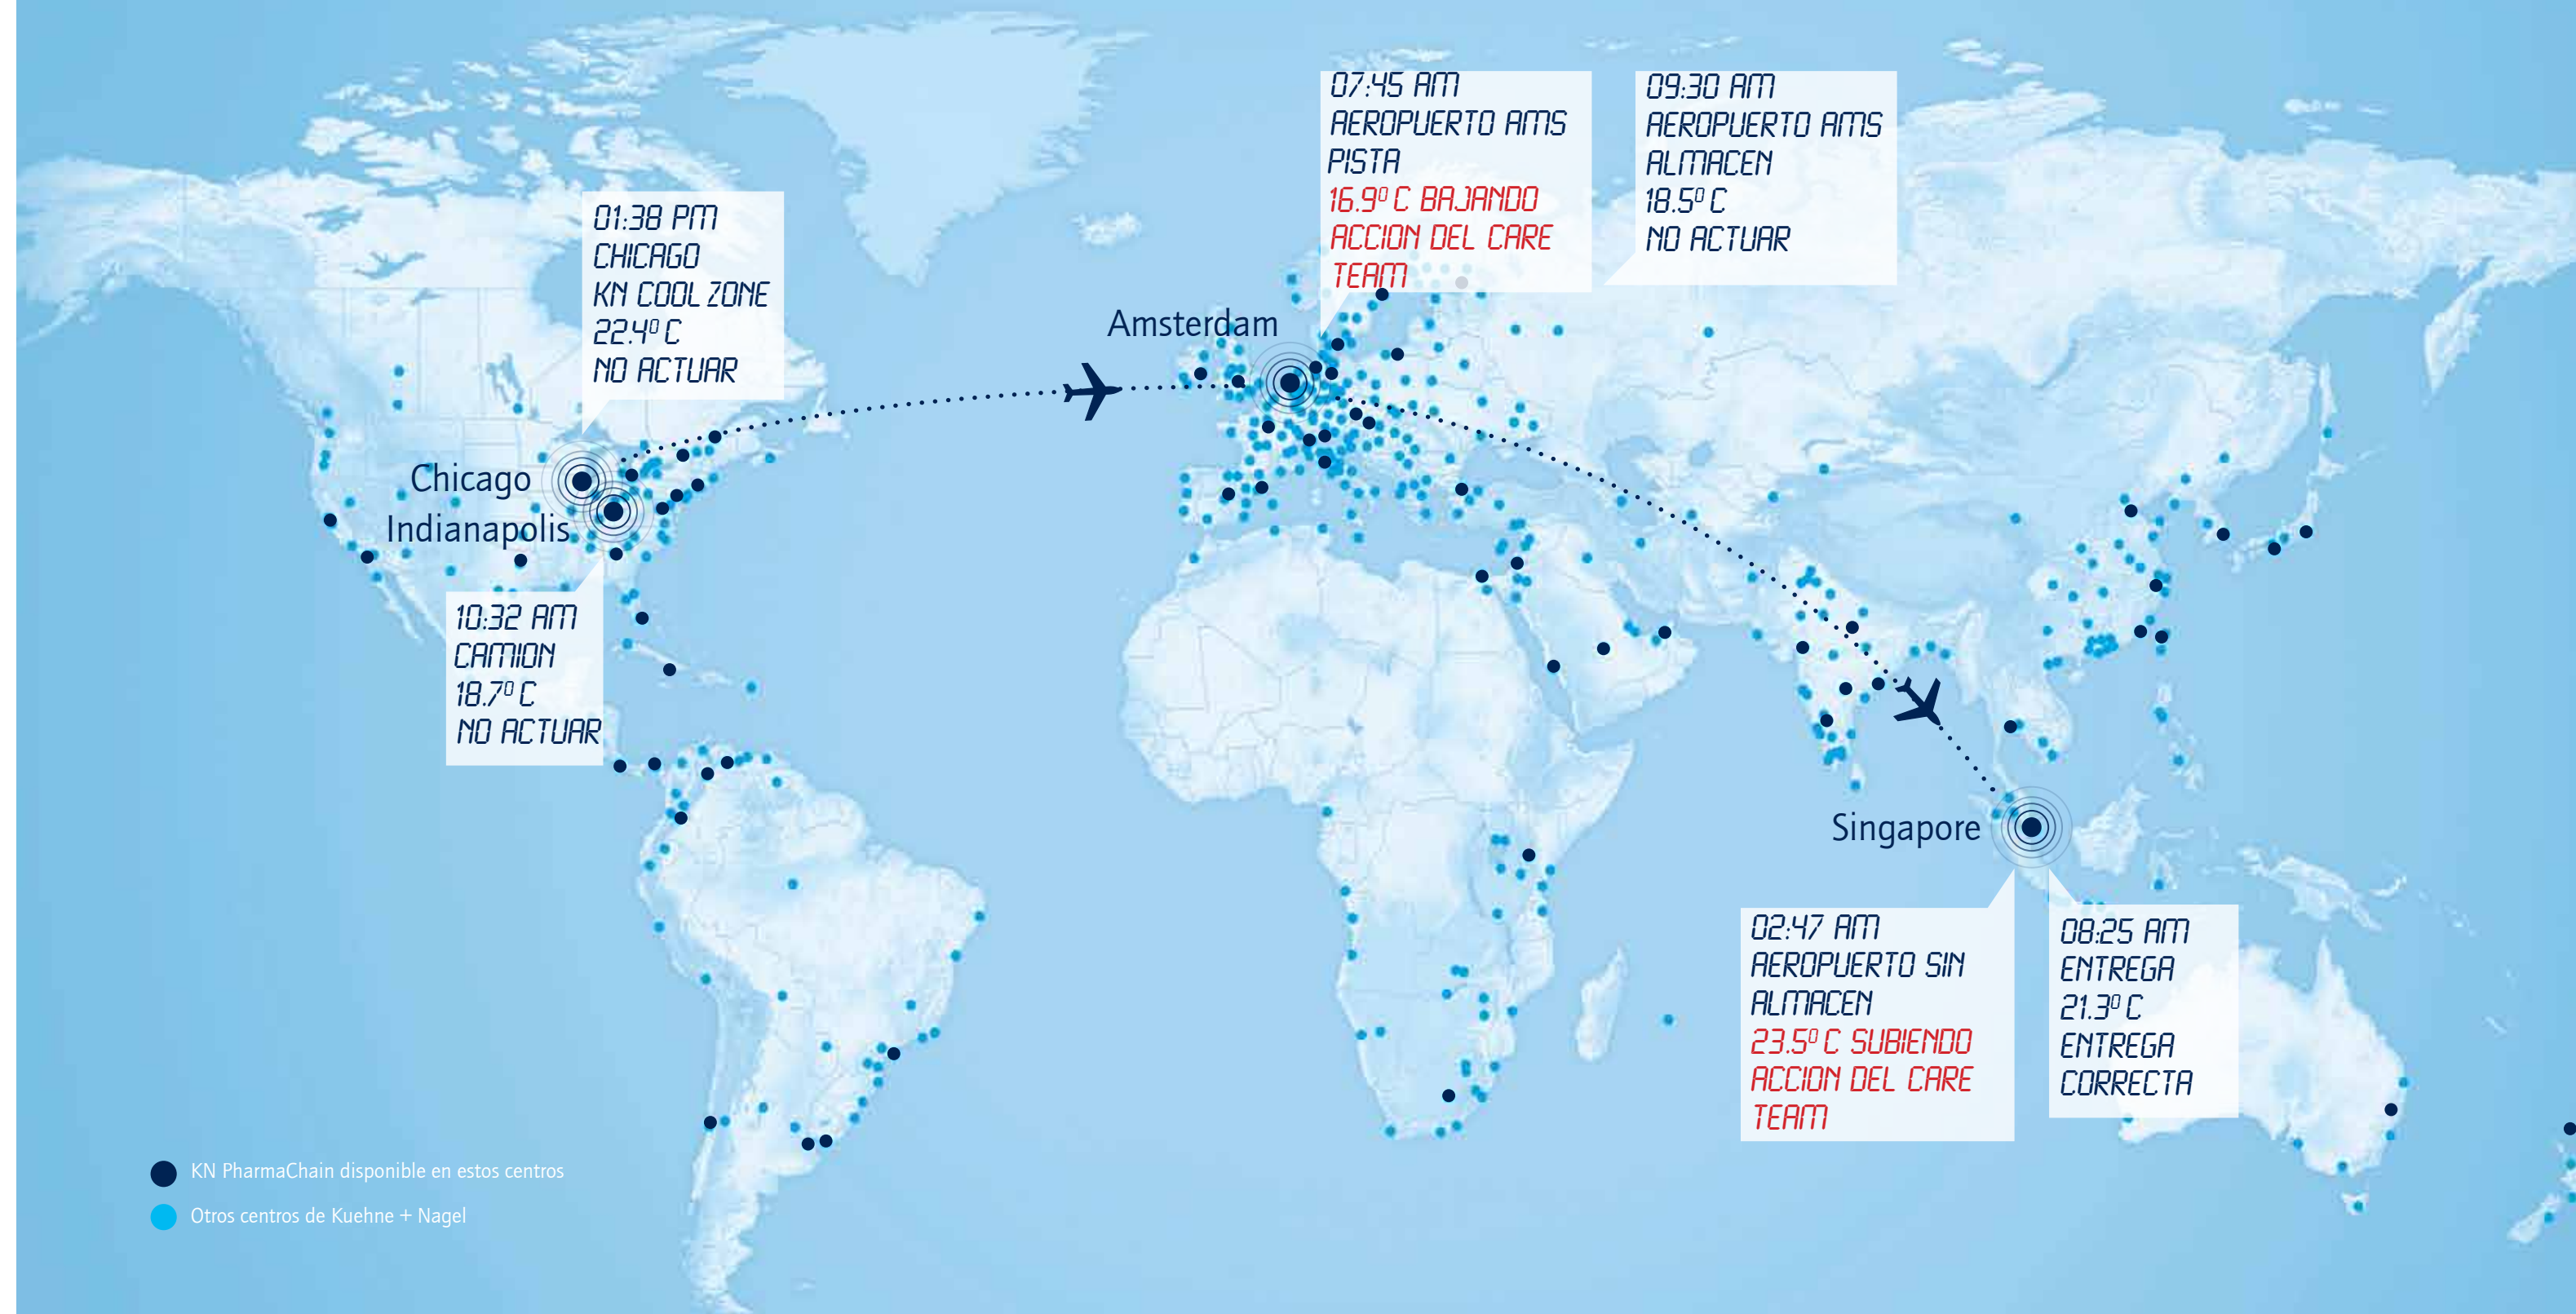 07:45 AM
AEROPUERTO AMS
PISTA
16.9º C BAJANDO
ACCION DEL CARE
TEAM
09:30 AM
AEROPUERTO AMS
ALMACEN
18.5º C
NO ACTUAR
01:38 PM
CHICAGO
KN COOL ZONE
22.4º C
NO ACTUAR
Amsterdam
Chicago
Indianapolis
10:32 AM
CAMION
18.7º C
NO ACTUAR
Singapore
02:47 AM
AEROPUERTO SIN
ALMACEN
23.5º C SUBIENDO
ACCION DEL CARE
TEAM
08:25 AM
ENTREGA
21.3º C
ENTREGA
CORRECTA
KN PharmaChain disponible en estos centros
Otros centros de Kuehne + Nagel